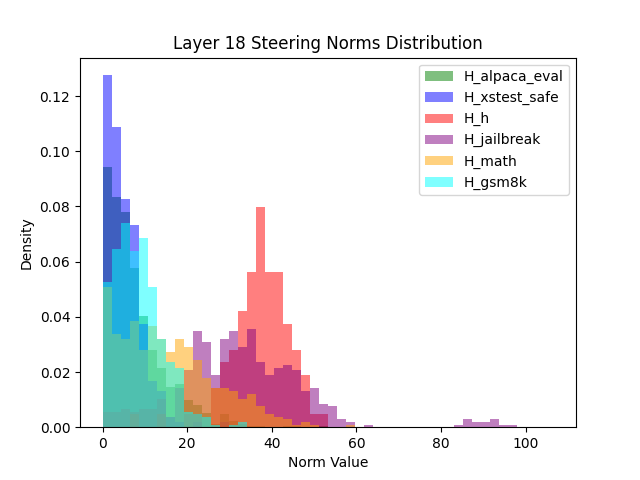 Layer 18 Steering Norms Distribution
H_alpaca_eval
H_xstest_safe
H_h
H_jailbreak
H_math
H_gsm8k
0.12
0.10
0.08
0.06
0.04
0.02
0.00
Density
0 20 40 60 80 100
Norm Value